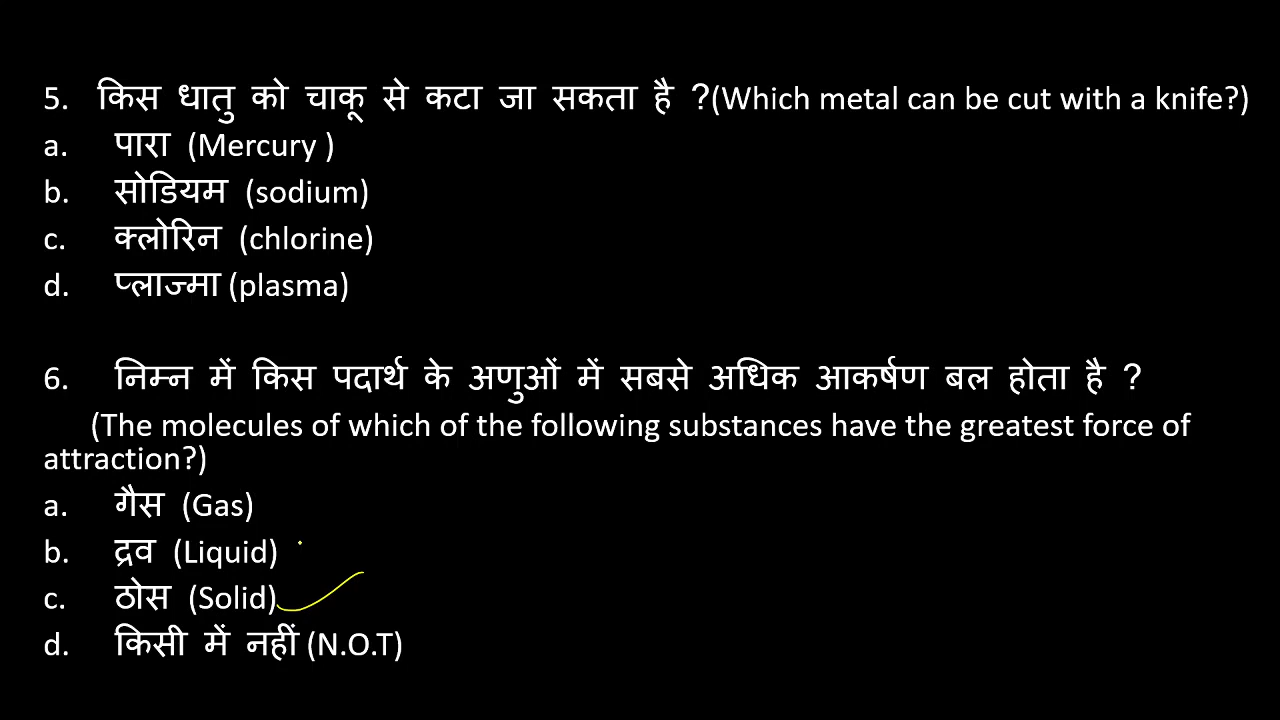 5. किस धातु को चाकू से कटा जा सकता है ?(Which metal can be cut with a knife?)
a. पारा (Mercury )
b. सोडियम (sodium)
c. क्लोरिन (chlorine)
d. प्लाज्मा (plasma)
6. निम्न में किस पदार्थ के अणुओं में सबसे अधिक आकर्षण बल होता है ?
(The molecules of which of the following substances have the greatest force of
attraction?)
a. गैस (Gas)
b. द्रव (Liquid)
c. ठोस (Solid)
d. किसी में नहीं (N.O.T)